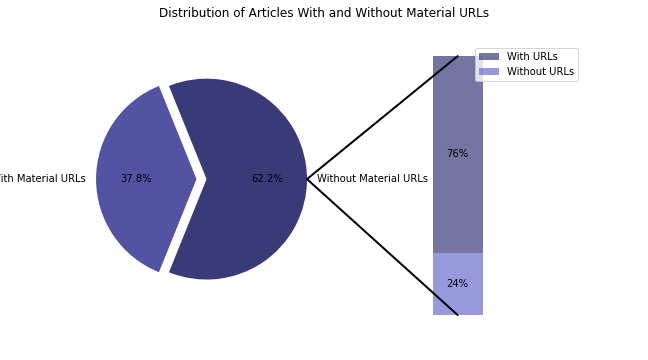 Distribution of Articles With and Without Material URLs
With URLs
Without URLs
76%
ith Material URLs
37.8%
62.2%
Without Material URLs
24%